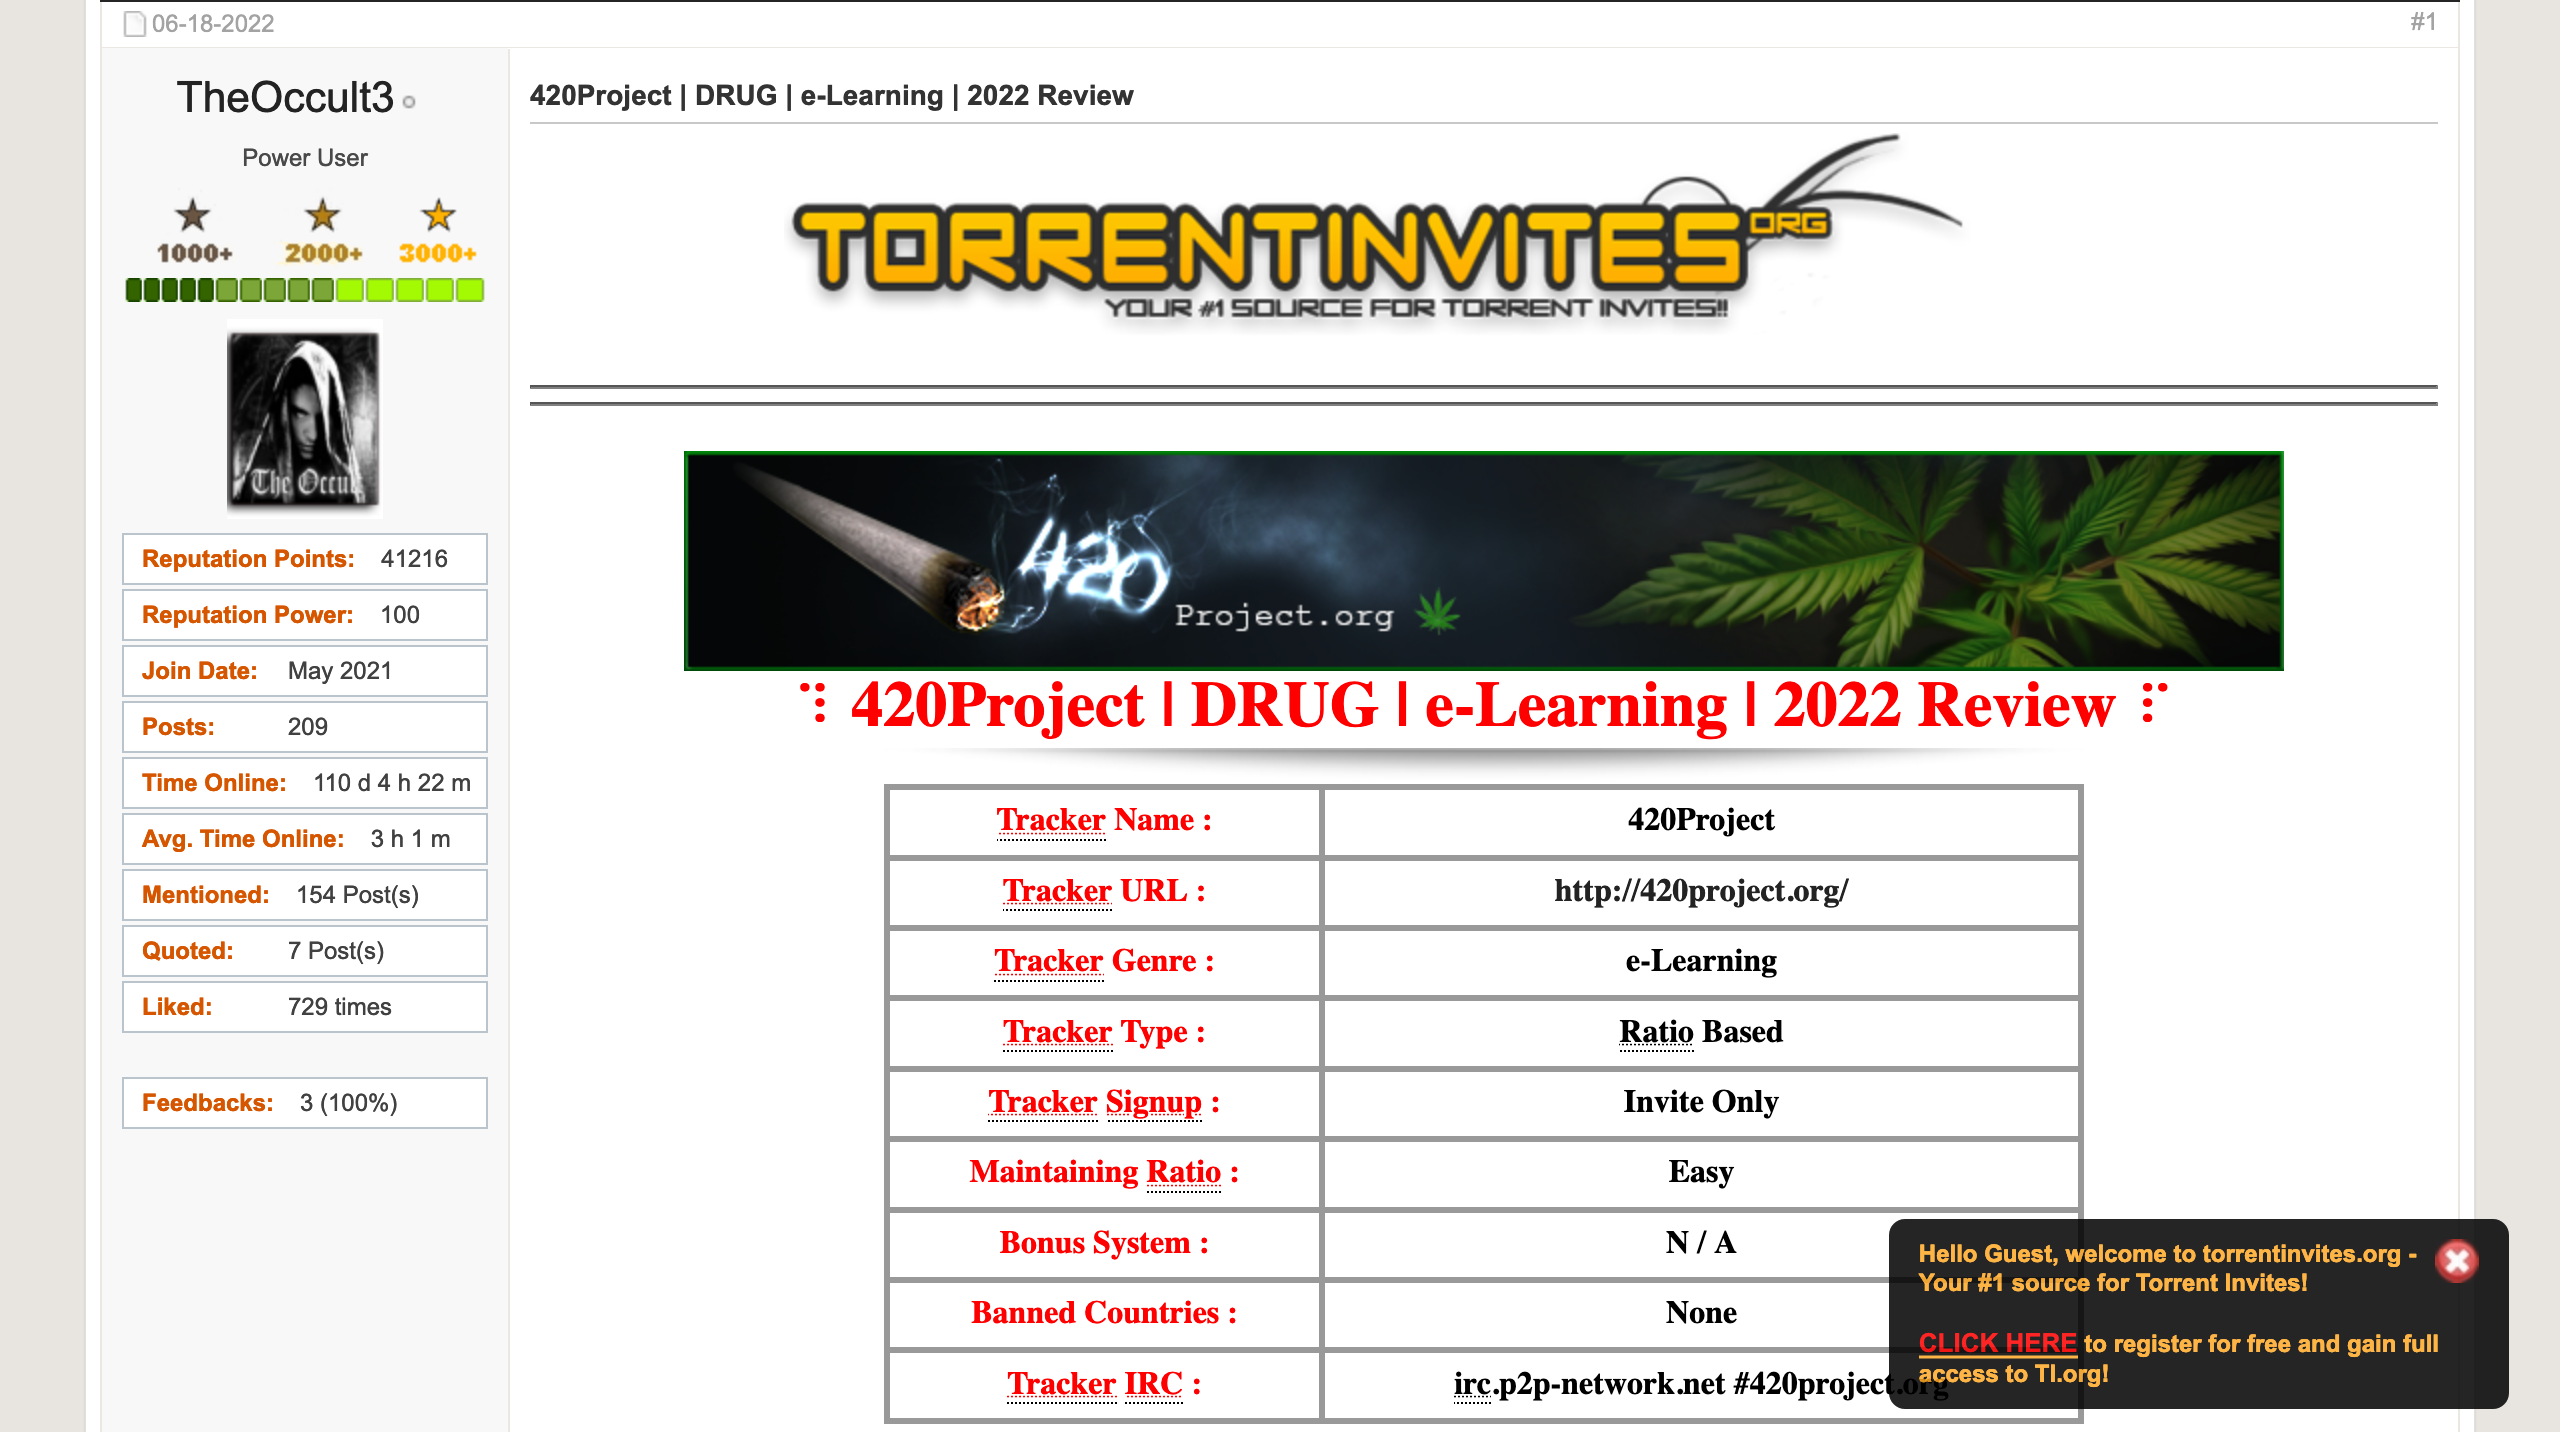 06-18-2022
#1
TheOccult3
Power User
1000+ 2000+ 3000+
The Occult
Reputation Points: 41216
Reputation Power: 100
Join Date: May 2021
Posts: 209
Time Online: 110 d 4 h 22 m
Avg. Time Online: 3 h 1 m
Mentioned: 154 Post(s)
Quoted: 7 Post(s)
Liked: 729 times
Feedbacks: 3 (100%)
420Project | DRUG | e-Learning | 2022 Review
TORRENTINVITES ORG
YOUR #1 SOURCE FOR TORRENT INVITES!!
420
Project.org
420Project | DRUG | e-Learning | 2022 Review
Tracker Name : 420Project
Tracker URL : http://420project.org/
Tracker Genre : e-Learning
Tracker Type : Ratio Based
Tracker Signup : Invite Only
Maintaining Ratio : Easy
Bonus System : N / A
Banned Countries : None
Tracker IRC : irc.p2p-network.net #420project.org
Hello Guest, welcome to torrentinvites.org -
Your #1 source for Torrent Invites!
CLICK HERE to register for free and gain full
access to TI.org!